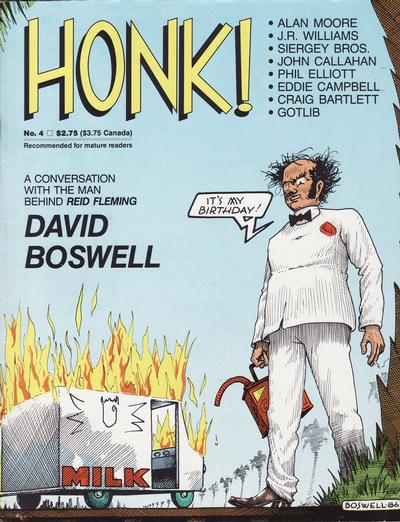 HONK!
• ALAN MOORE
• J.R. WILLIAMS
• SIERGEY BROS.
• JOHN CALLAHAN
• PHIL ELLIOTT
• EDDIE CAMPBELL
• CRAIG BARTLETT
• GOTLIB
No. 4 □ $2.75 ($3.75 Canada)
Recommended for mature readers
A CONVERSATION
WITH THE MAN
BEHIND REID FLEMING
DAVID
BOSWELL
IT'S MY
BIRTHDAY!
MILK
BOSWELL·86